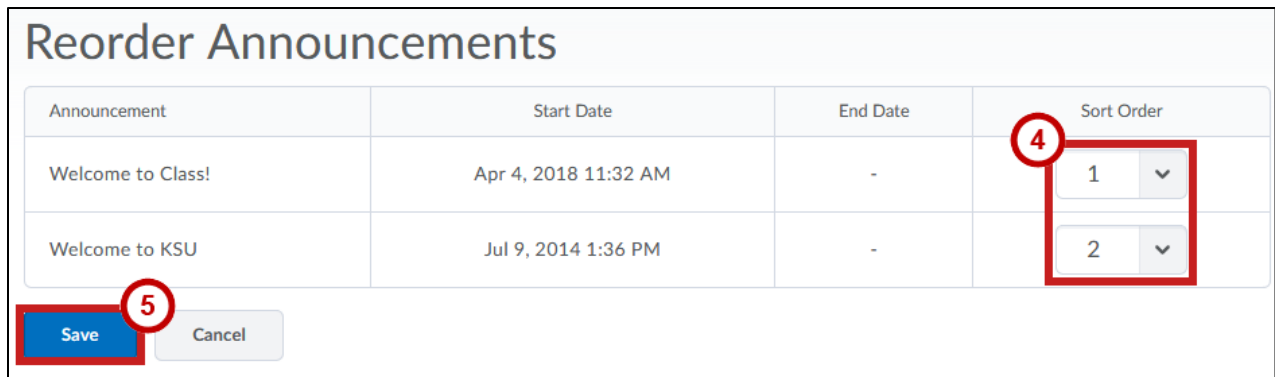 Reorder Announcements
Announcement Start Date End Date Sort Order
4
Welcome to Class! Apr 4, 2018 11:32 AM - 1
Welcome to KSU Jul 9, 2014 1:36 PM - 2
5
Save Cancel